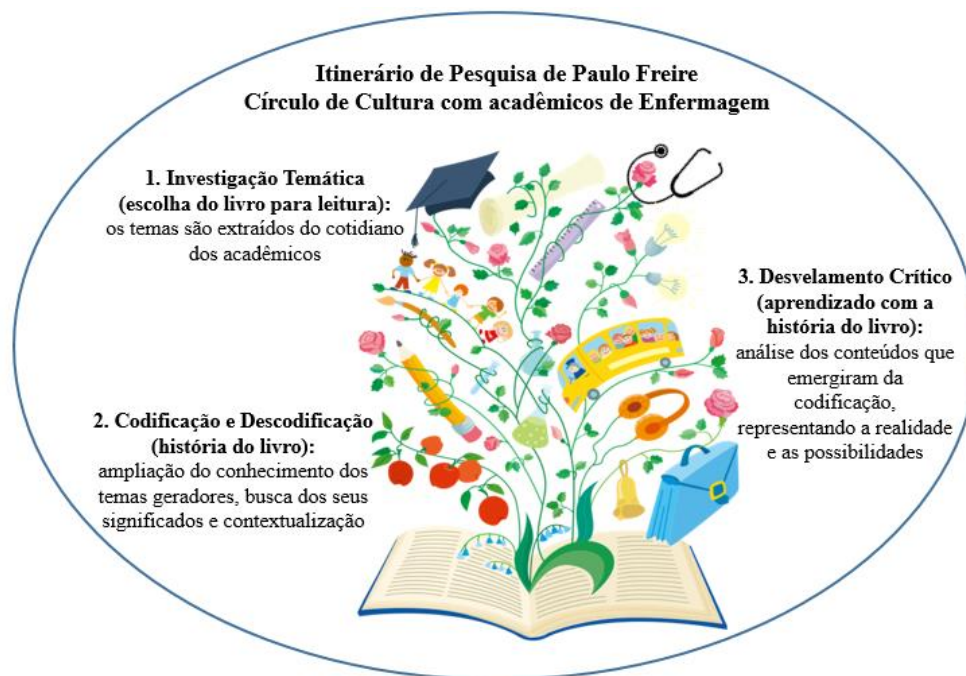 Itinerário de Pesquisa de Paulo Freire
Círculo de Cultura com acadêmicos de Enfermagem
1. Investigação Temática
(escolha do livro para leitura):
os temas são extraídos do cotidiano
dos acadêmicos
2. Codificação e Descodificação
(história do livro):
ampliação do conhecimento dos
temas geradores, busca dos seus
significados e contextualização
3. Desvelamento Crítico
(aprendizado com a
história do livro):
análise dos conteúdos que
emergiram da
codificação,
representando a realidade
e as possibilidades